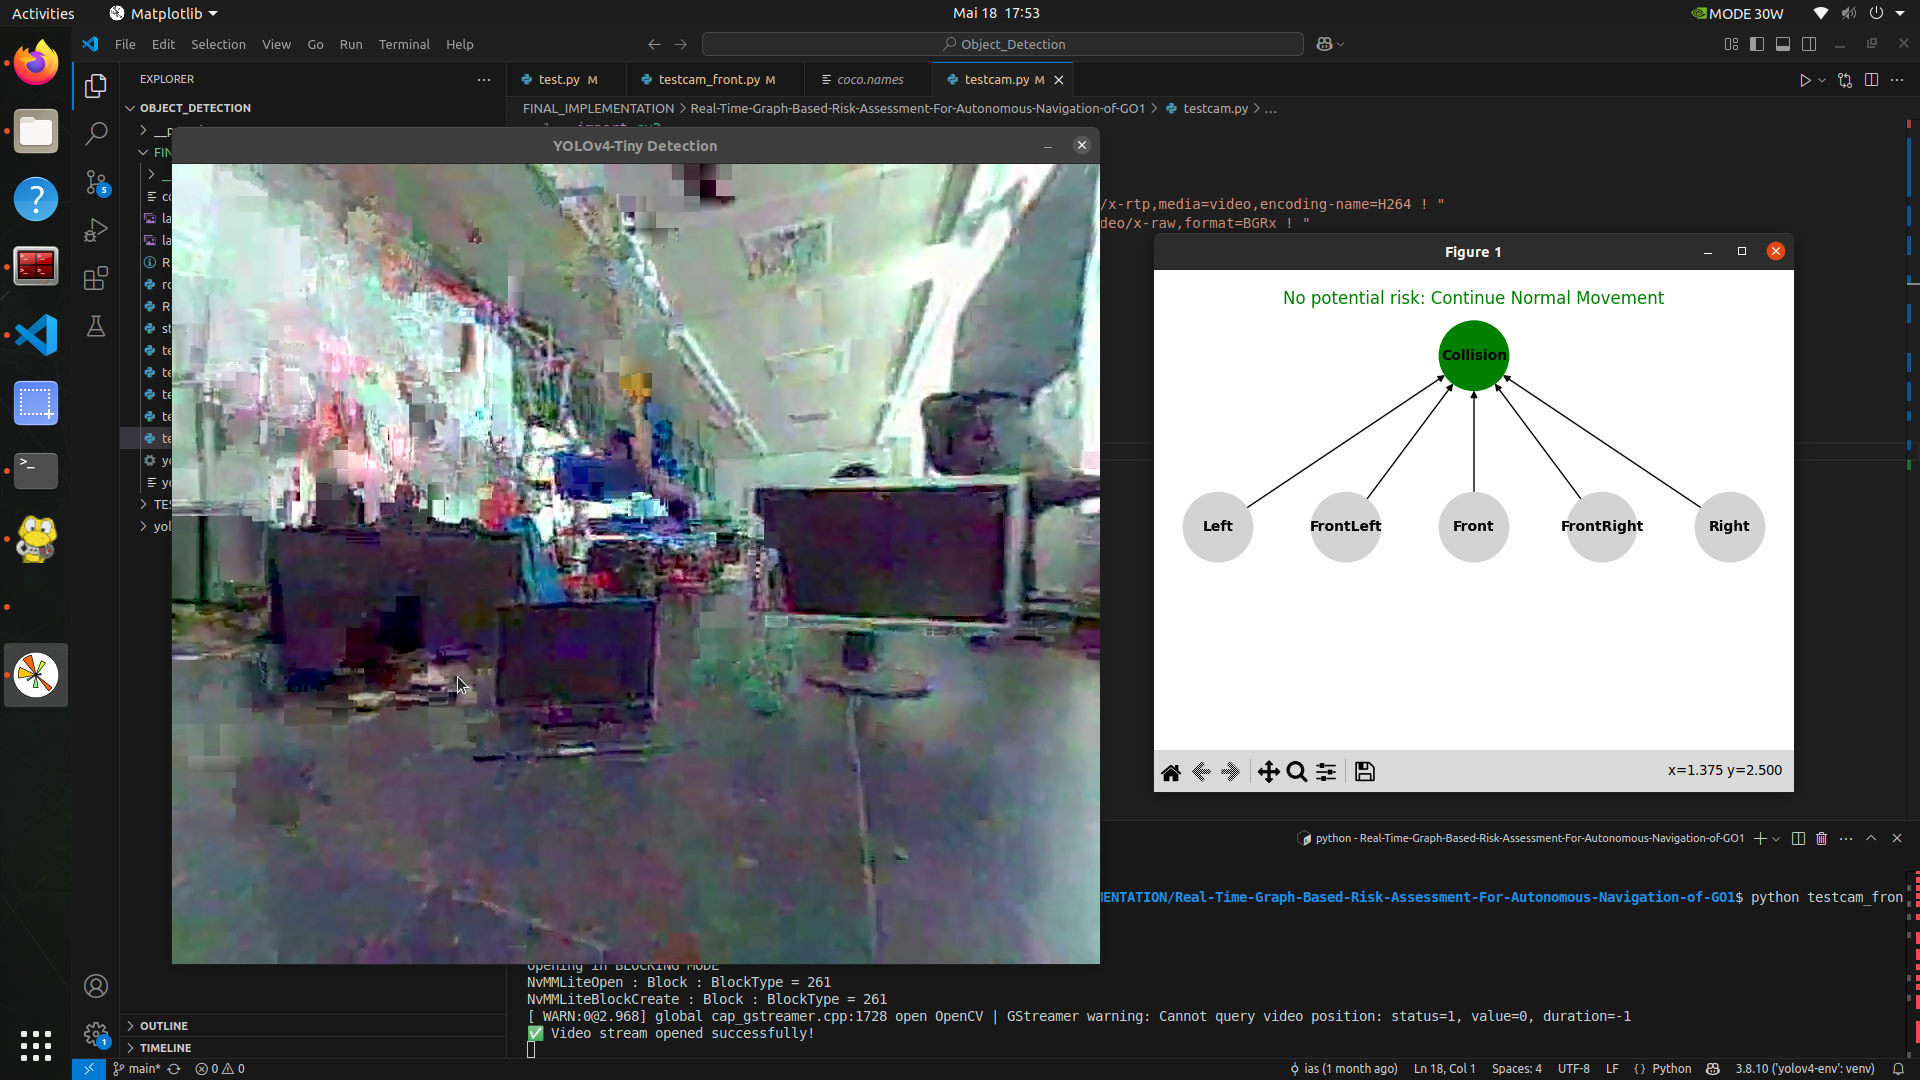 Activities
Matplotlib
Mai 18 17:53
MODE 30W
File Edit Selection View Go Run Terminal Help
Object_Detection
EXPLORER
test.py M
testcam_front.py M
coco.names
testcam.py M
OBJECT_DETECTION
FINAL_IMPLEMENTATION > Real-Time-Graph-Based-Risk-Assessment-For-Autonomous-Navigation-of-GO1 > testcam.py > ...
YOLOv4-Tiny Detection
/x-rtp,media=video,encoding-name=H264 ! "
deo/x-raw,format=BGRx ! "
Figure 1
No potential risk: Continue Normal Movement
Collision
Left
FrontLeft
Front
FrontRight
Right
x=1.375 y=2.500
python - Real-Time-Graph-Based-Risk-Assessment-For-Autonomous-Navigation-of-GO1
MENTATION/Real-Time-Graph-Based-Risk-Assessment-For-Autonomous-Navigation-of-GO1$ python testcam_fron
Opening in BLOCKING MODE
NvMMLiteOpen : Block : BlockType = 261
NvMMLiteBlockCreate : Block : BlockType = 261
[ WARN:0@2.968] global cap_gstreamer.cpp:1728 open OpenCV | GStreamer warning: Cannot query video position: status=1, value=0, duration=-1
✅ Video stream opened successfully!
OUTLINE
TIMELINE
main*
0
0
ias (1 month ago)
Ln 18, Col 1
Spaces: 4
UTF-8
LF
{ } Python
3.8.10 ('yolov4-env': venv)